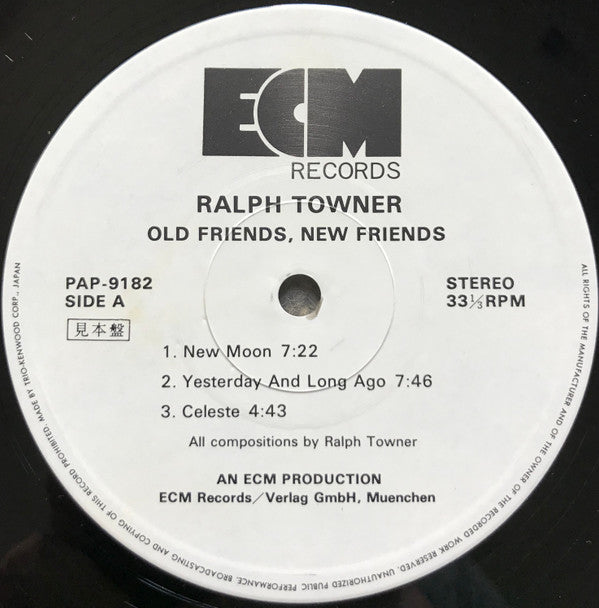 ECM
RECORDS
RALPH TOWNER
OLD FRIENDS, NEW FRIENDS
PAP-9182
SIDE A
見本盤
STEREO
33⅓RPM
1. New Moon 7:22
2. Yesterday And Long Ago 7:46
3. Celeste 4:43
All compositions by Ralph Towner
AN ECM PRODUCTION
ECM Records/Verlag GmbH, Muenchen
ALL RIGHTS OF THE MANUFACTURER AND OF THE OWNER OF THE RECORDED WORK RESERVED. UNAUTHORIZED PUBLIC PERFORMANCE. BROADCASTING AND COPYING OF THIS RECORD PROHIBITED. MADE BY TRIO-KENWOOD CORP., JAPAN